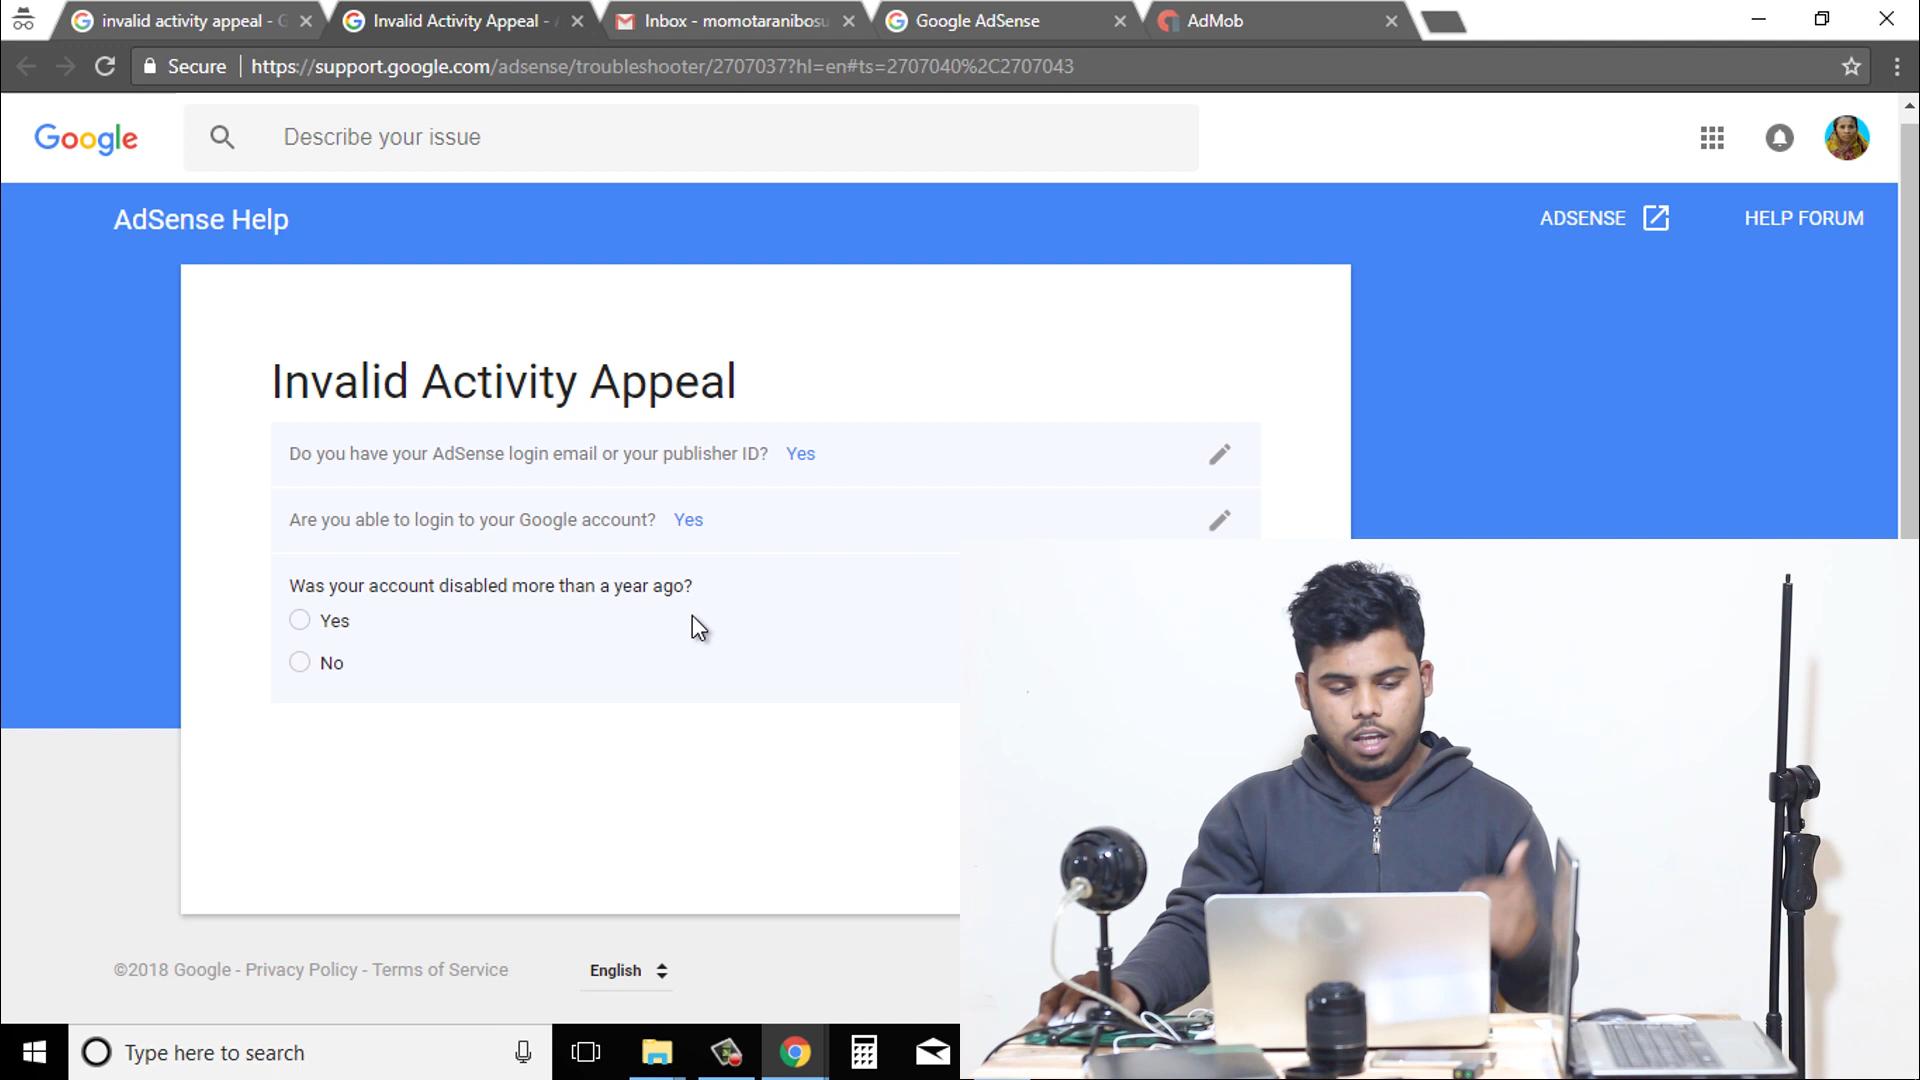 invalid activity appeal - G
Invalid Activity Appeal - A
Inbox - momotaranibosu
Google AdSense
AdMob
Secure
https://support.google.com/adsense/troubleshooter/2707037?hl=en#ts=2707040%2C2707043
Google
Describe your issue
AdSense Help
ADSENSE
HELP FORUM
Invalid Activity Appeal
Do you have your AdSense login email or your publisher ID? Yes
Are you able to login to your Google account? Yes
Was your account disabled more than a year ago?
Yes
No
©2018 Google - Privacy Policy - Terms of Service
English
Type here to search